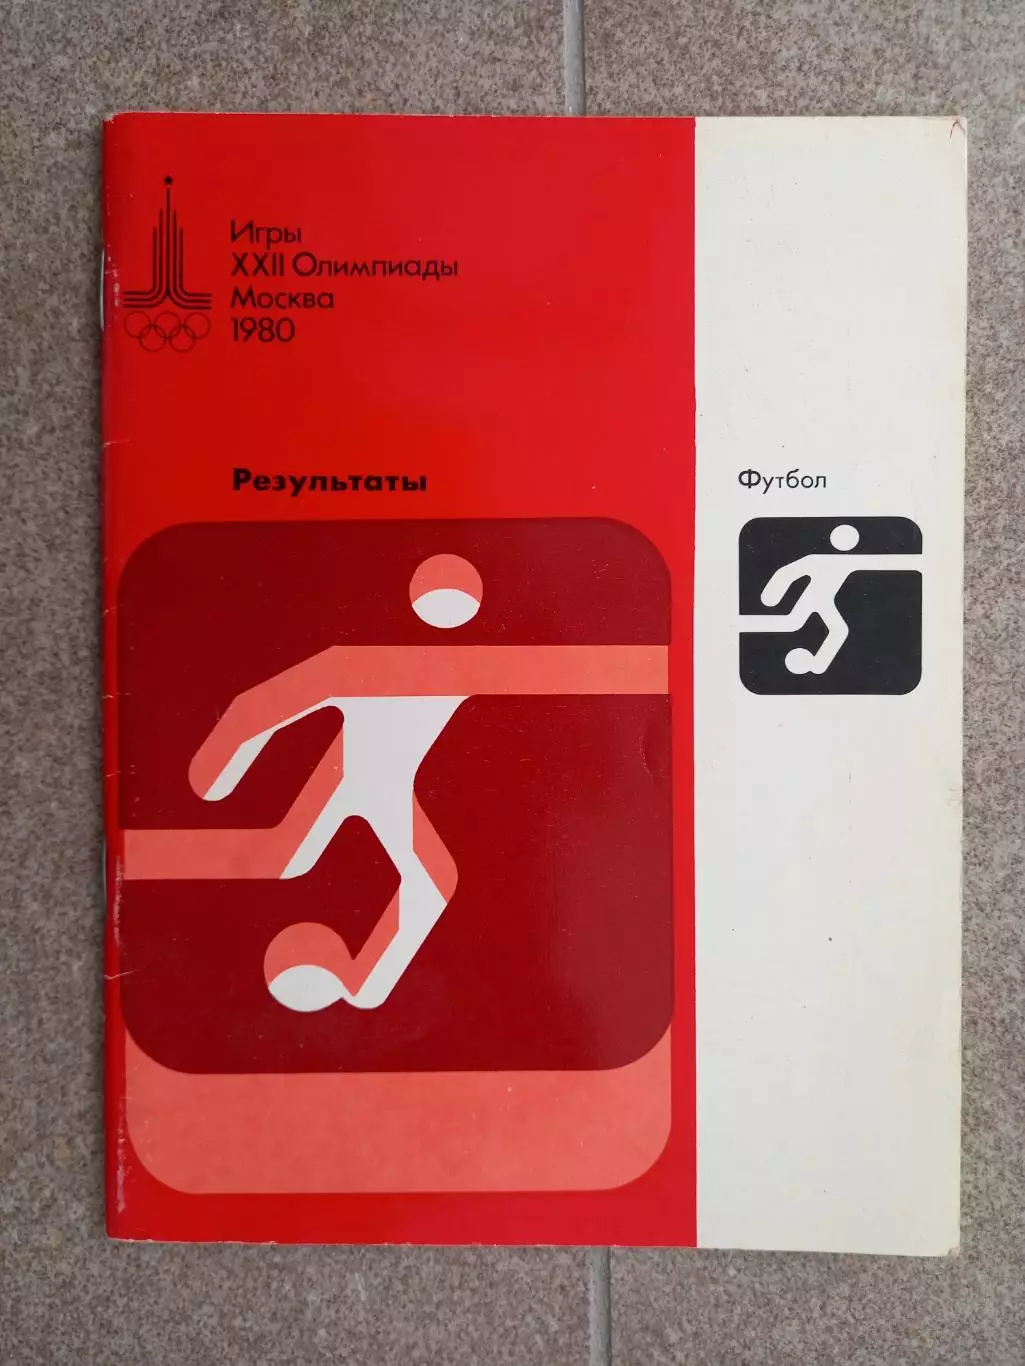 Игры
XXII Олимпиады
Москва
1980
Результаты
Футбол